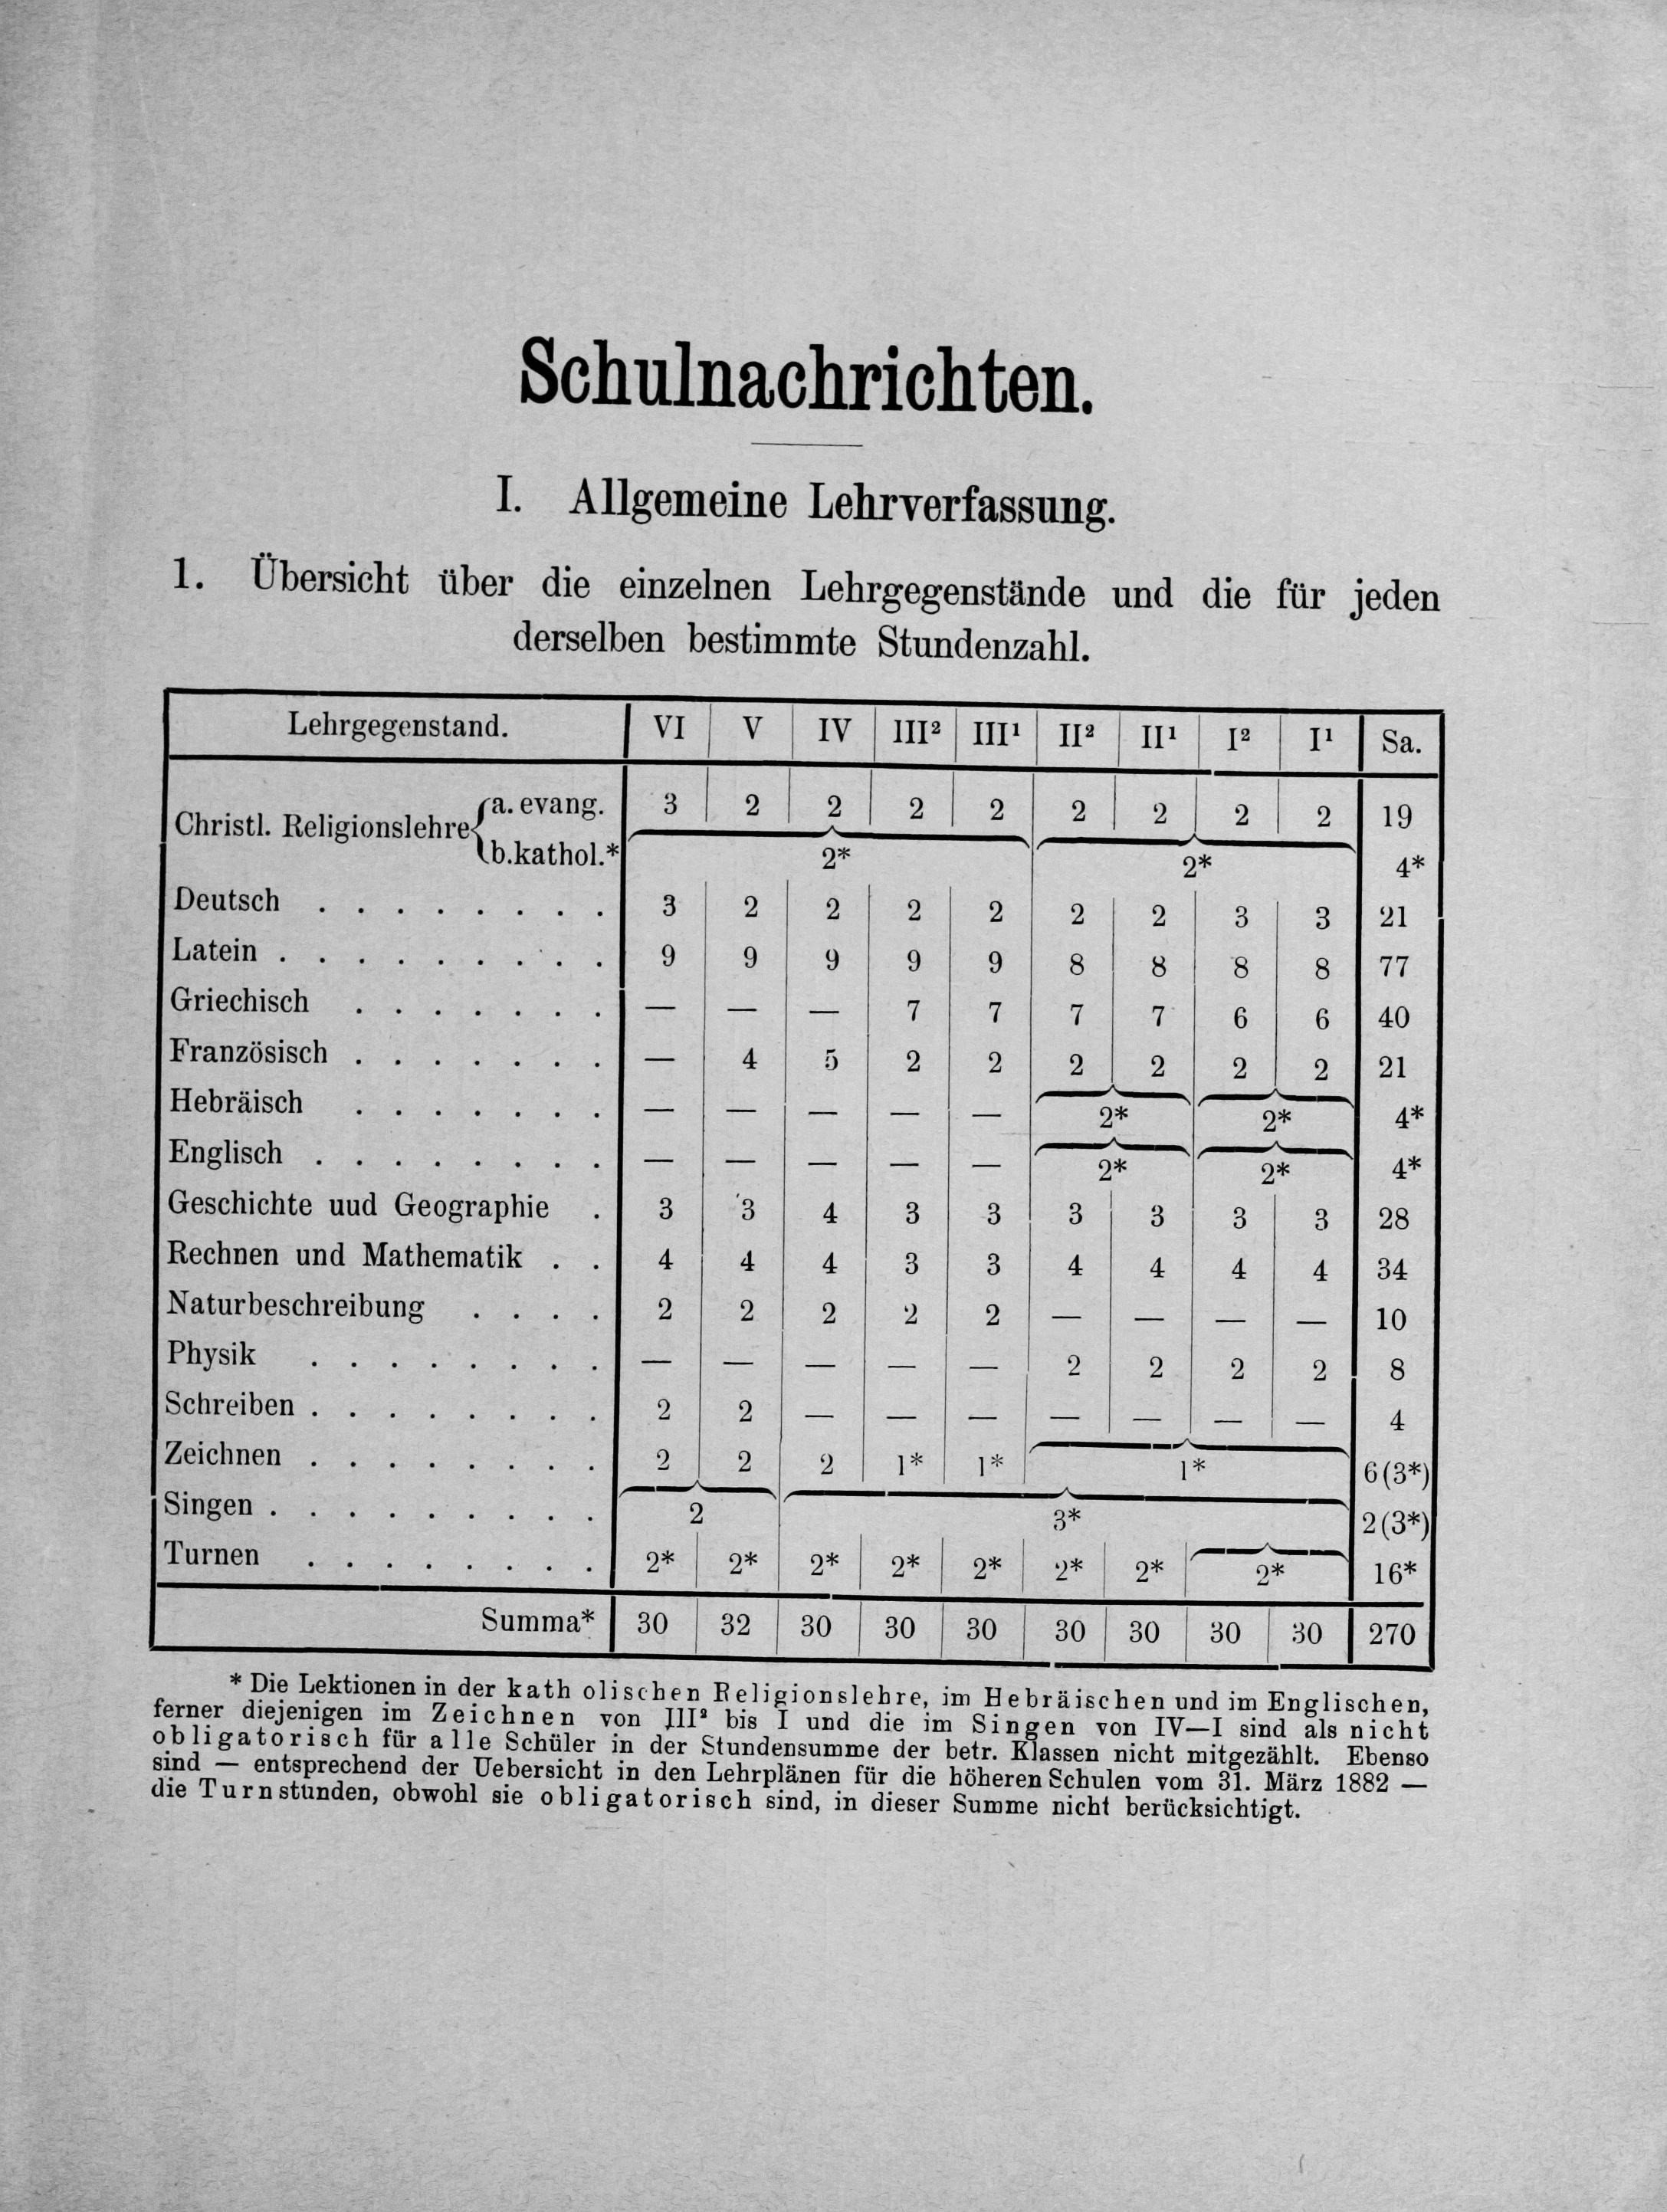 Schulnachrichten.
I. Allgemeine Lehrverfassung.
1. Übersicht über die einzelnen Lehrgegenstände und die für jeden
derselben bestimmte Stundenzahl.
Lehrgegenstand. VI V IV III² III¹ II² II¹ I² I¹ Sa.
Christl. Religionslehre a. evang. 3 2 2 2 2 2 2 2 2 19
b. kathol.* 2* 2* 4*
Deutsch . . . . . . . . 3 2 2 2 2 2 2 3 3 21
Latein . . . . . . . . . 9 9 9 9 9 8 8 8 8 77
Griechisch . . . . . . . — — — 7 7 7 7 6 6 40
Französisch . . . . . . . — 4 5 2 2 2 2 2 2 21
Hebräisch . . . . . . . — — — — — 2* 2* 4*
Englisch . . . . . . . . — — — — — 2* 2* 4*
Geschichte uud Geographie . 3 3 4 3 3 3 3 3 3 28
Rechnen und Mathematik . . 4 4 4 3 3 4 4 4 4 34
Naturbeschreibung . . . . 2 2 2 2 2 — — — — 10
Physik . . . . . . . . — — — — — 2 2 2 2 8
Schreiben . . . . . . . . 2 2 — — — — — — — 4
Zeichnen . . . . . . . . 2 2 2 1* 1* 1* 6(3*)
Singen . . . . . . . . . 2 3* 2(3*)
Turnen . . . . . . . . 2* 2* 2* 2* 2* 2* 2* 2* 16*
Summa* 30 32 30 30 30 30 30 30 30 270
* Die Lektionen in der kath olischen Religionslehre, im Hebräischen und im Englischen,
ferner diejenigen im Zeichnen von III² bis I und die im Singen von IV—I sind als nicht
obligatorisch für alle Schüler in der Stundensumme der betr. Klassen nicht mitgezählt. Ebenso
sind — entsprechend der Uebersicht in den Lehrplänen für die höheren Schulen vom 31. März 1882 —
die Turnstunden, obwohl sie obligatorisch sind, in dieser Summe nicht berücksichtigt.